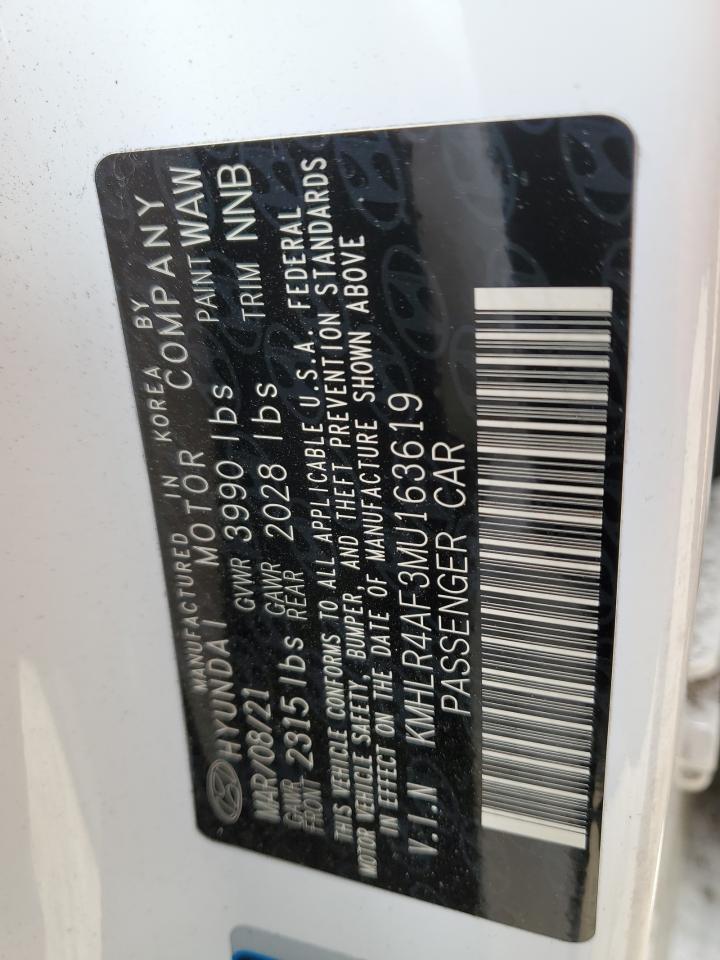 MANUFACTURED IN KOREA BY
HYUNDAI MOTOR COMPANY
MAR/08/21 GVWR 3990 lbs PAINT WAW
GAWR FRONT 2315 lbs GAWR REAR 2028 lbs TRIM NNB
THIS VEHICLE CONFORMS TO ALL APPLICABLE U.S.A. FEDERAL
MOTOR VEHICLE SAFETY, BUMPER, AND THEFT PREVENTION STANDARDS
IN EFFECT ON THE DATE OF MANUFACTURE SHOWN ABOVE
V.I.N KMHLR4AF3MU163619
PASSENGER CAR